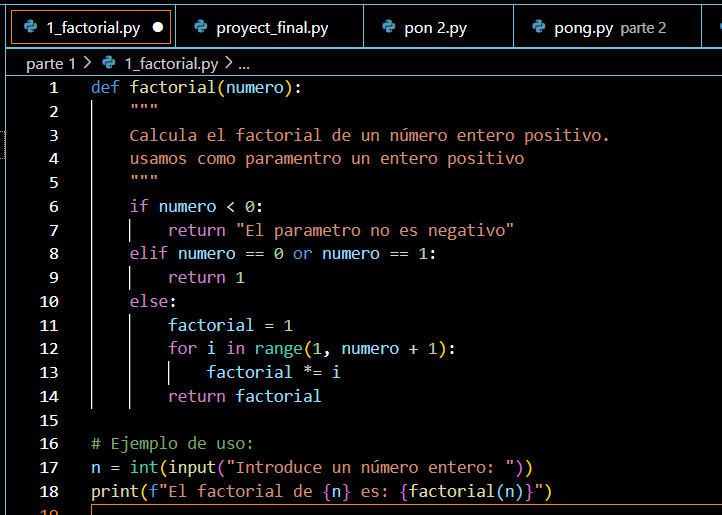 1_factorial.py ● proyect_final.py pon 2.py pong.py parte 2
parte 1 > 1_factorial.py > ...
1 def factorial(numero):
2     """
3     Calcula el factorial de un número entero positivo.
4     usamos como paramentro un entero positivo
5     """
6     if numero < 0:
7         return "El parametro no es negativo"
8     elif numero == 0 or numero == 1:
9         return 1
10     else:
11         factorial = 1
12         for i in range(1, numero + 1):
13             factorial *= i
14         return factorial
15
16 # Ejemplo de uso:
17 n = int(input("Introduce un número entero: "))
18 print(f"El factorial de {n} es: {factorial(n)}")
19